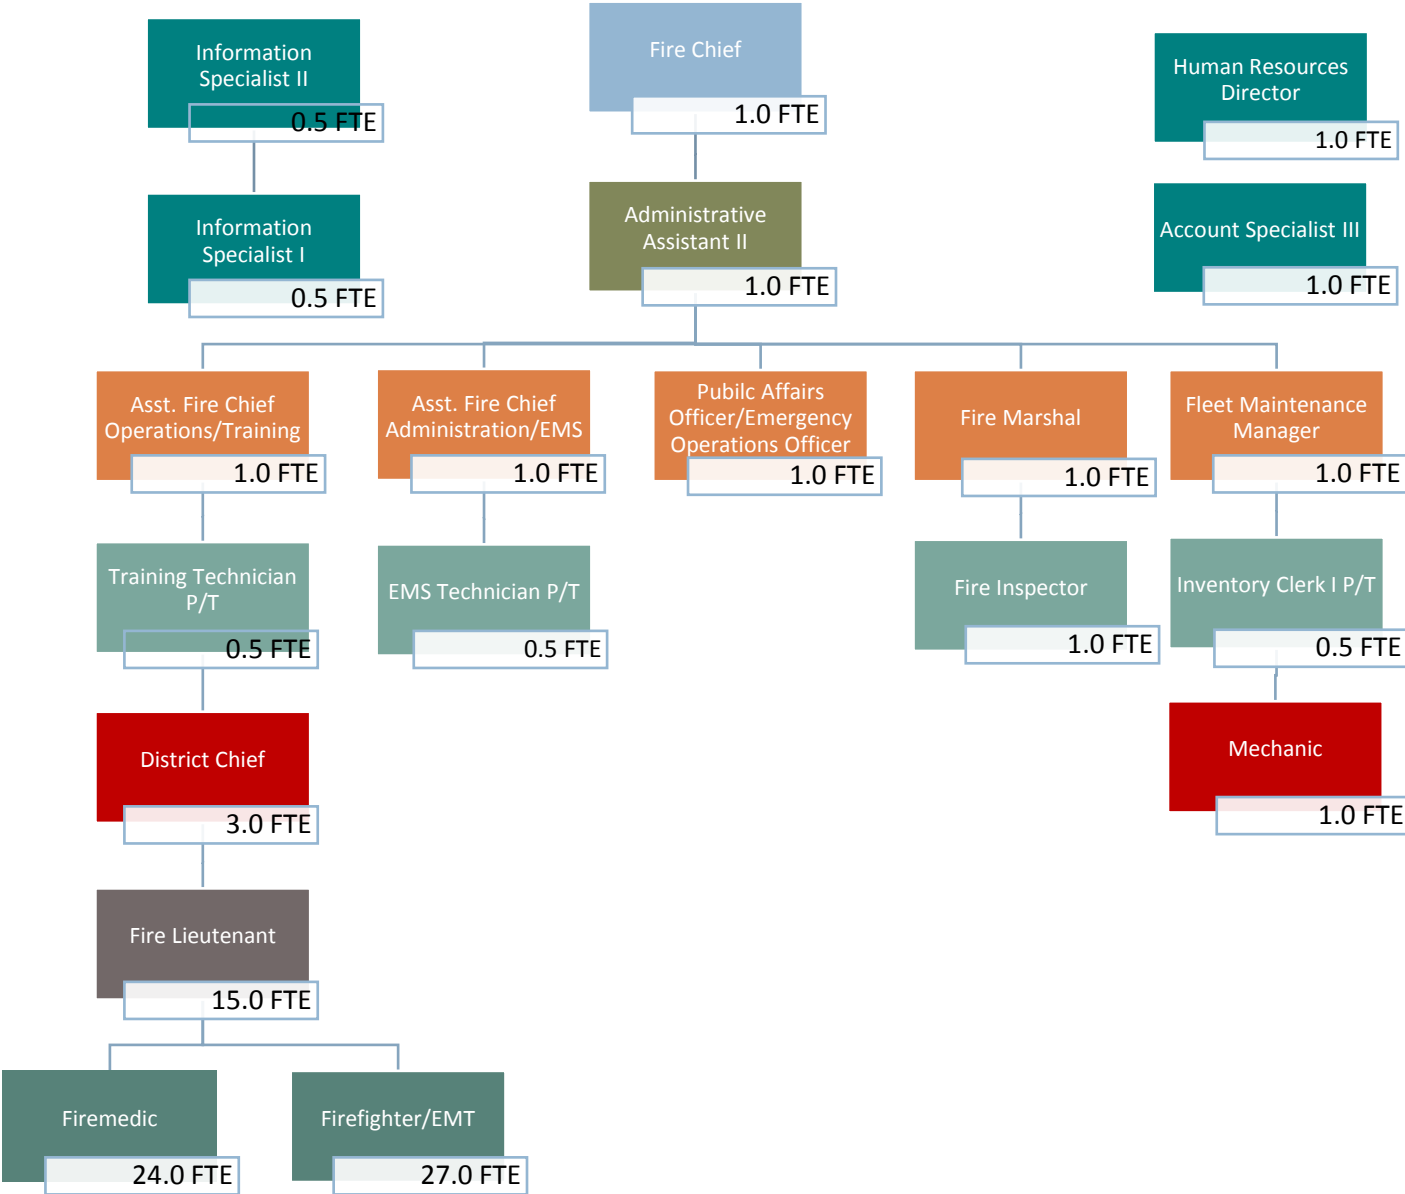 Information
Specialist II
0.5 FTE
Fire Chief
1.0 FTE
Human Resources
Director
1.0 FTE
Information
Specialist I
0.5 FTE
Administrative
Assistant II
1.0 FTE
Account Specialist III
1.0 FTE
Asst. Fire Chief
Operations/Training
1.0 FTE
Asst. Fire Chief
Administration/EMS
1.0 FTE
Pubilc Affairs
Officer/Emergency
Operations Officer
1.0 FTE
Fire Marshal
1.0 FTE
Fleet Maintenance
Manager
1.0 FTE
Training Technician
P/T
0.5 FTE
EMS Technician P/T
0.5 FTE
Fire Inspector
1.0 FTE
Inventory Clerk I P/T
0.5 FTE
District Chief
3.0 FTE
Mechanic
1.0 FTE
Fire Lieutenant
15.0 FTE
Firemedic
24.0 FTE
Firefighter/EMT
27.0 FTE